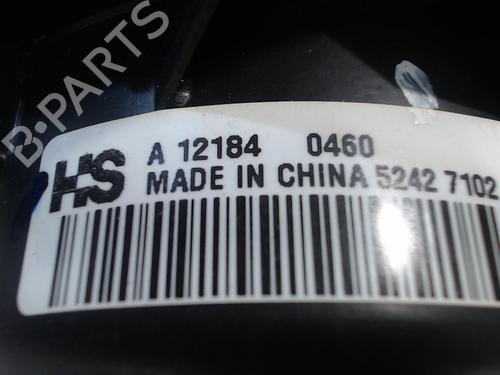 B-PARTS
HS
A 12184 0460
MADE IN CHINA 5242 7102